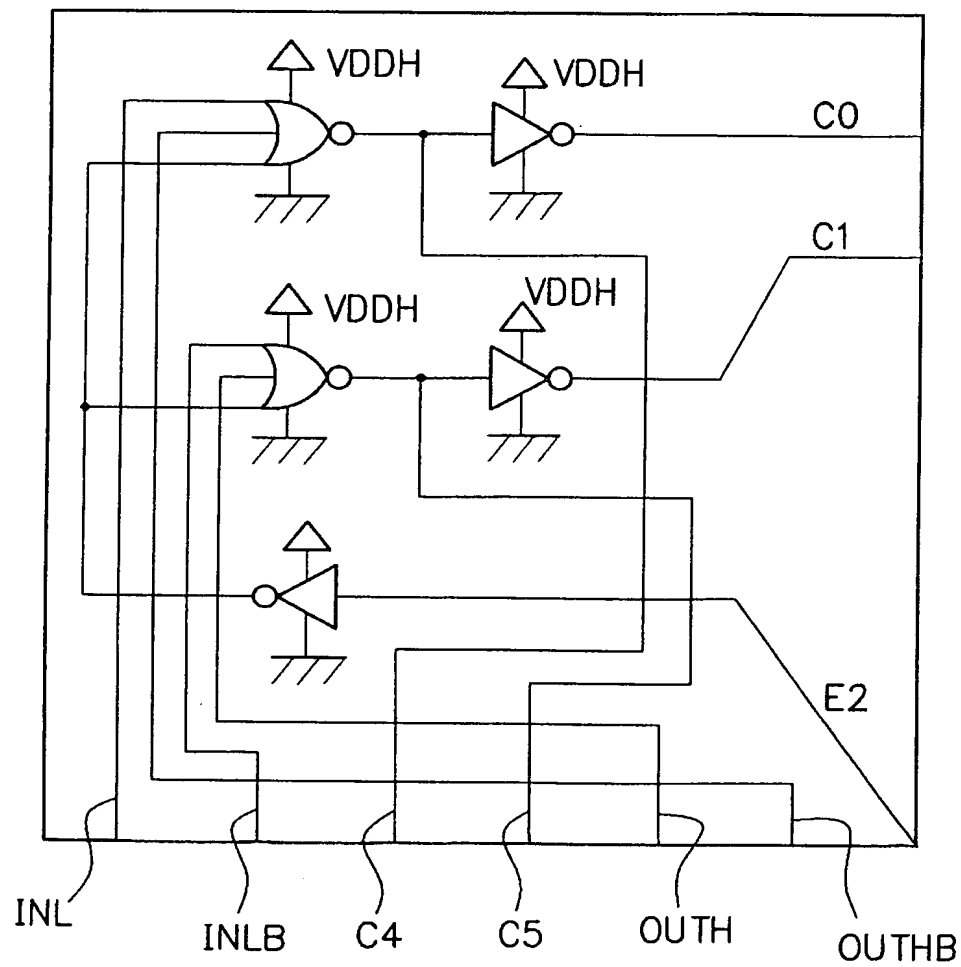 VDDH
VDDH
C0
C1
VDDH
VDDH
E2
INL
INLB
C4
C5
OUTH
OUTHB